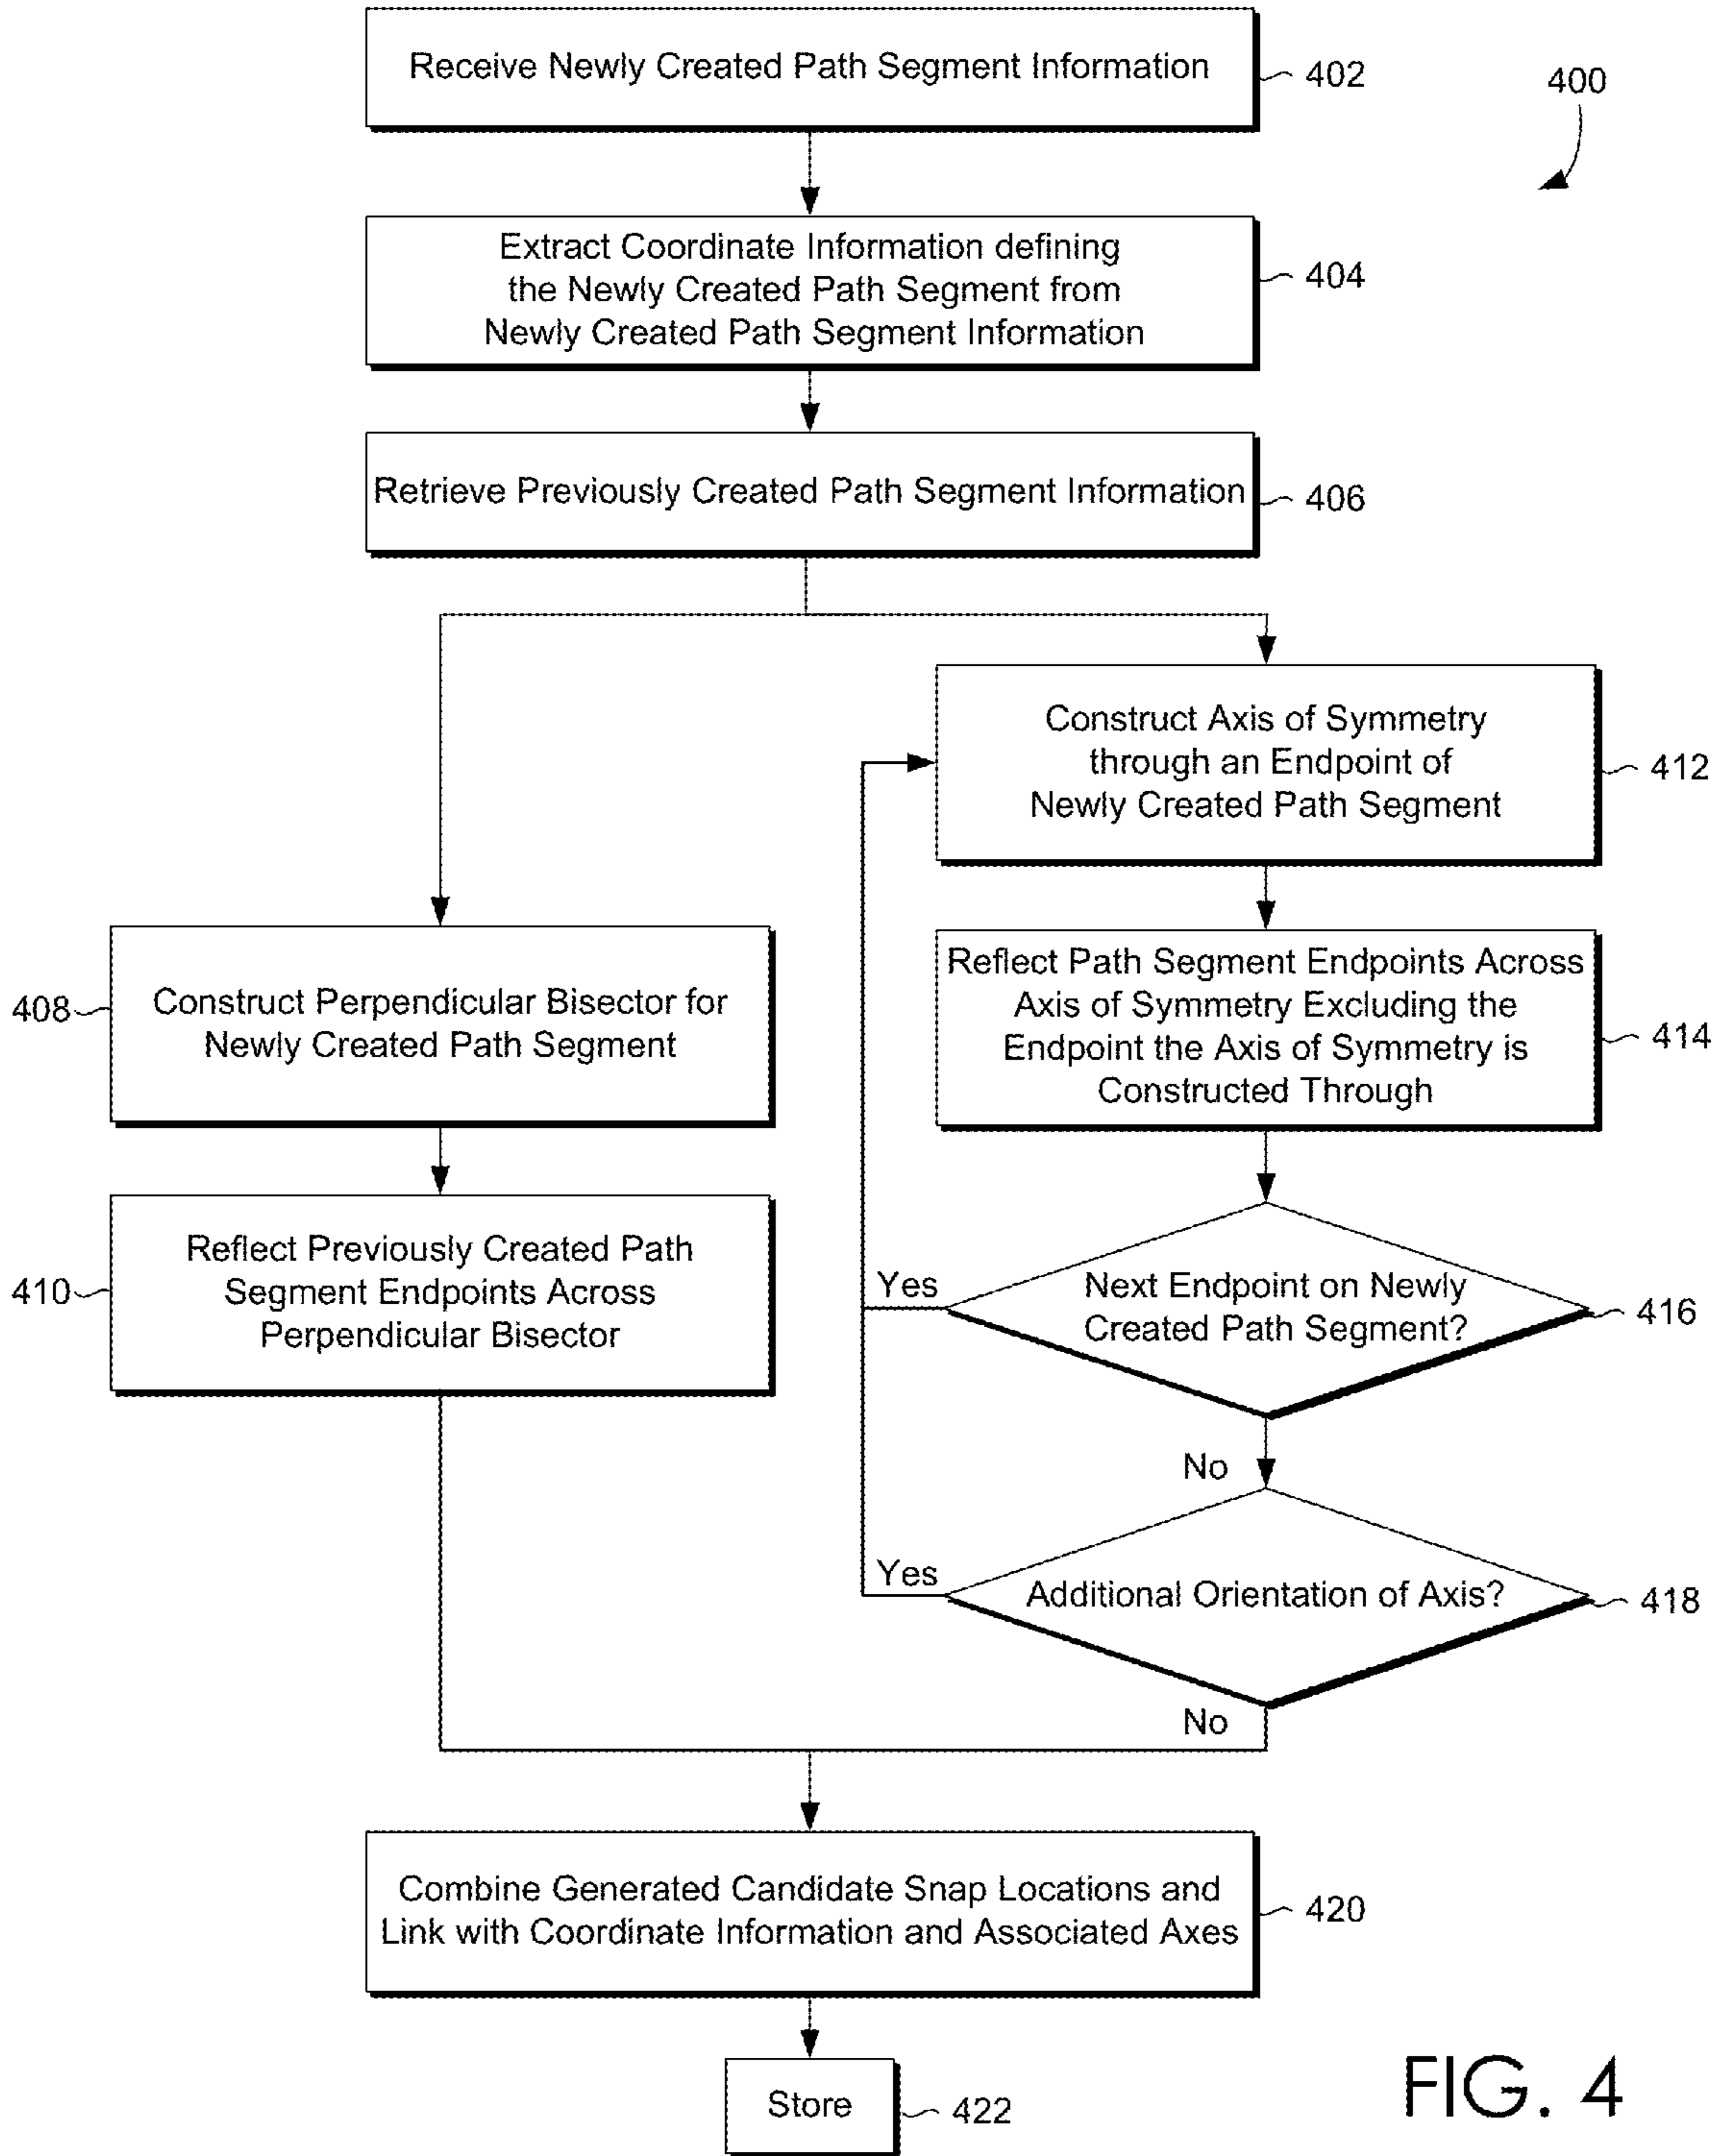 Receive Newly Created Path Segment Information
402
400
Extract Coordinate Information defining
the Newly Created Path Segment from
Newly Created Path Segment Information
404
Retrieve Previously Created Path Segment Information
406
Construct Axis of Symmetry
through an Endpoint of
Newly Created Path Segment
412
408
Construct Perpendicular Bisector for
Newly Created Path Segment
Reflect Path Segment Endpoints Across
Axis of Symmetry Excluding the
Endpoint the Axis of Symmetry is
Constructed Through
414
410
Reflect Previously Created Path
Segment Endpoints Across
Perpendicular Bisector
Yes
Next Endpoint on Newly
Created Path Segment?
416
No
Yes
Additional Orientation of Axis?
418
No
Combine Generated Candidate Snap Locations and
Link with Coordinate Information and Associated Axes
420
Store
422
FIG. 4